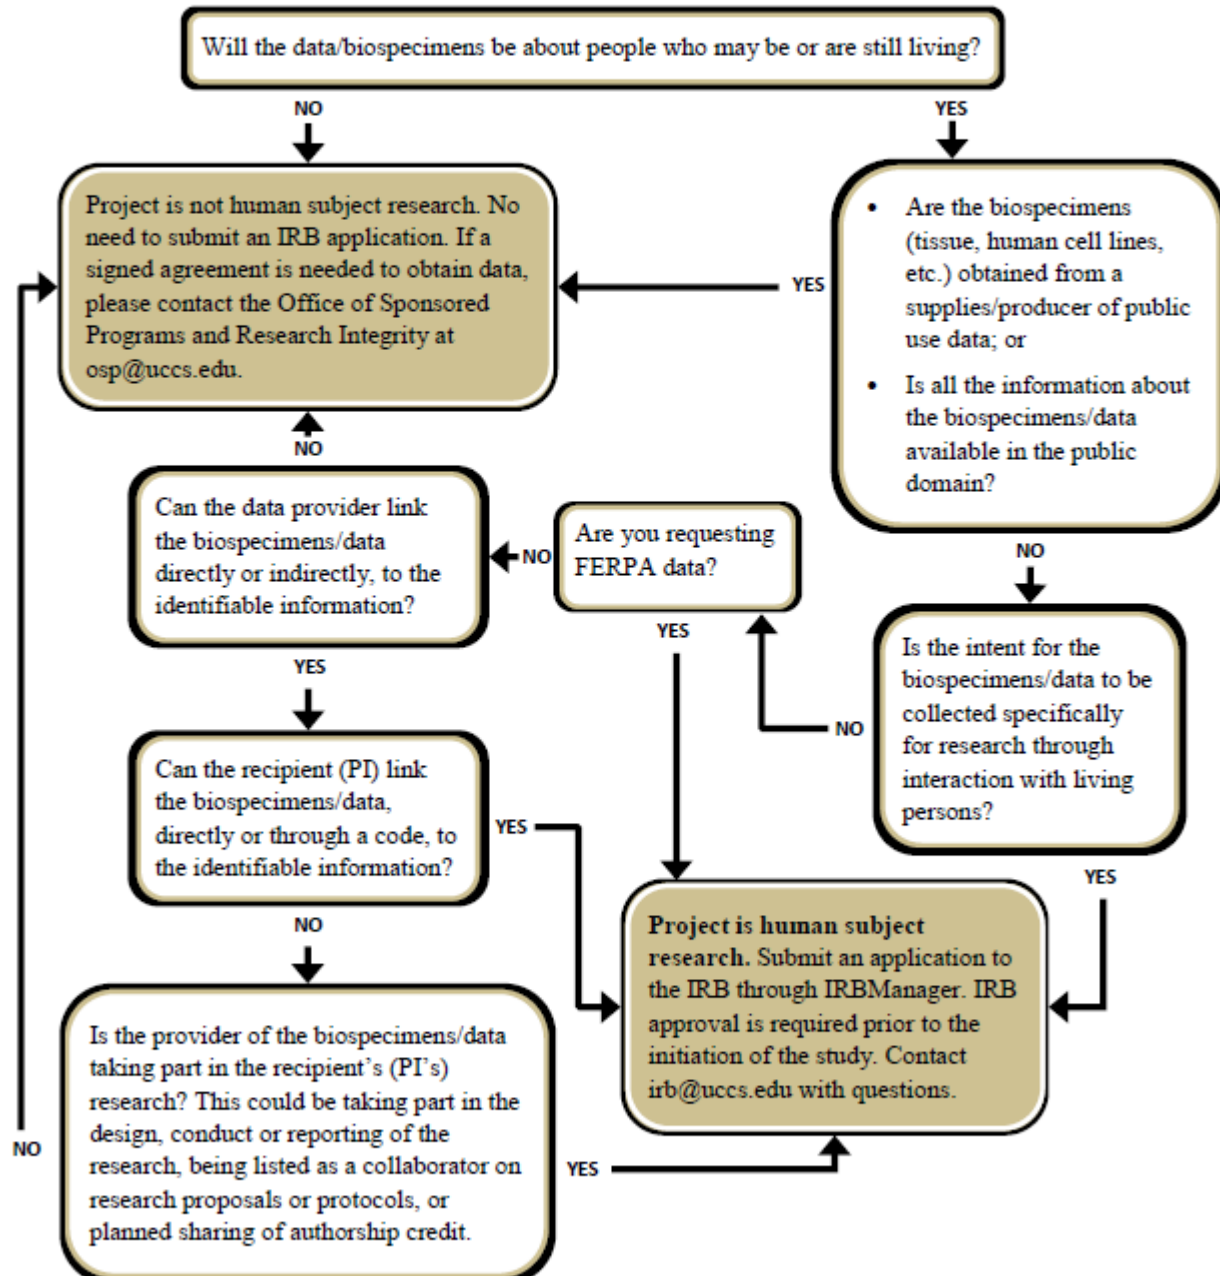 Will the data/biospecimens be about people who may be or are still living?
NO
YES
Project is not human subject research. No
need to submit an IRB application. If a
signed agreement is needed to obtain data,
please contact the Office of Sponsored
Programs and Research Integrity at
osp@uccs.edu.
YES
• Are the biospecimens
(tissue, human cell lines,
etc.) obtained from a
supplies/producer of public
use data; or
• Is all the information about
the biospecimens/data
available in the public
domain?
NO
NO
Can the data provider link
the biospecimens/data
directly or indirectly, to the
identifiable information?
NO
Are you requesting
FERPA data?
YES
YES
NO
Is the intent for the
biospecimens/data to be
collected specifically
for research through
interaction with living
persons?
YES
Can the recipient (PI) link
the biospecimens/data,
directly or through a code, to
the identifiable information?
YES
NO
Project is human subject
research. Submit an application to
the IRB through IRBManager. IRB
approval is required prior to the
initiation of the study. Contact
irb@uccs.edu with questions.
Is the provider of the biospecimens/data
taking part in the recipient's (PI's)
research? This could be taking part in the
design, conduct or reporting of the
research, being listed as a collaborator on
research proposals or protocols, or
planned sharing of authorship credit.
NO
YES